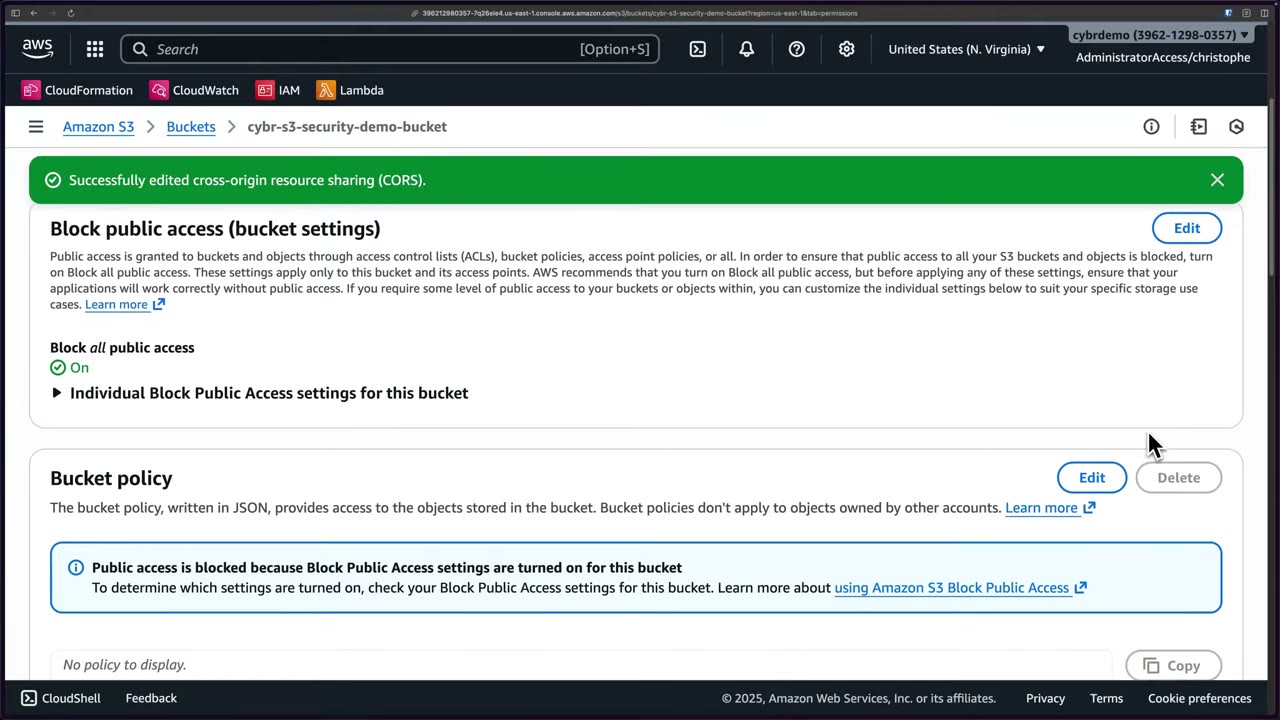 396212980357-7q26ele4.us-east-1.console.aws.amazon.com/s3/buckets/cybr-s3-security-demo-bucket?region=us-east-1&tab=permissions
aws
Search
[Option+S]
United States (N. Virginia)
cybrdemo (3962-1298-0357)
AdministratorAccess/christophe
CloudFormation
CloudWatch
IAM
Lambda
Amazon S3
Buckets
cybr-s3-security-demo-bucket
Successfully edited cross-origin resource sharing (CORS).
Block public access (bucket settings)
Edit
Public access is granted to buckets and objects through access control lists (ACLs), bucket policies, access point policies, or all. In order to ensure that public access to all your S3 buckets and objects is blocked, turn
on Block all public access. These settings apply only to this bucket and its access points. AWS recommends that you turn on Block all public access, but before applying any of these settings, ensure that your
applications will work correctly without public access. If you require some level of public access to your buckets or objects within, you can customize the individual settings below to suit your specific storage use
cases. Learn more
Block all public access
On
Individual Block Public Access settings for this bucket
Bucket policy
Edit
Delete
The bucket policy, written in JSON, provides access to the objects stored in the bucket. Bucket policies don't apply to objects owned by other accounts. Learn more
Public access is blocked because Block Public Access settings are turned on for this bucket
To determine which settings are turned on, check your Block Public Access settings for this bucket. Learn more about using Amazon S3 Block Public Access
No policy to display.
Copy
CloudShell
Feedback
© 2025, Amazon Web Services, Inc. or its affiliates.
Privacy
Terms
Cookie preferences